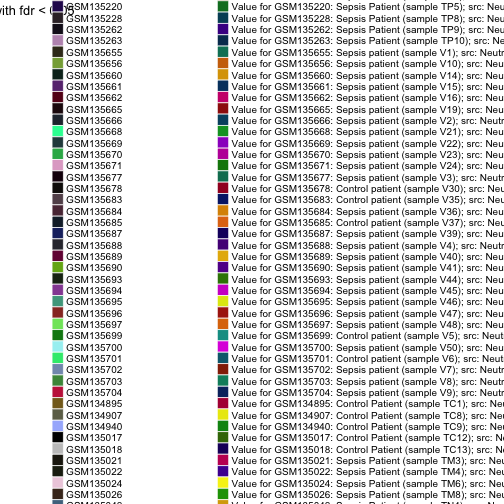 with fdr <
GSM135220 Value for GSM135220: Sepsis Patient (sample TP5); src: Neu
GSM135228 Value for GSM135228: Sepsis Patient (sample TP8); src: Neu
GSM135262 Value for GSM135262: Sepsis Patient (sample TP9); src: Neu
GSM135263 Value for GSM135263: Sepsis Patient (sample TP10); src: Ne
GSM135655 Value for GSM135655: Sepsis patient (sample V1); src: Neutr
GSM135656 Value for GSM135656: Sepsis patient (sample V10); src: Neu
GSM135660 Value for GSM135660: Sepsis patient (sample V14); src: Neu
GSM135661 Value for GSM135661: Sepsis patient (sample V15); src: Neu
GSM135662 Value for GSM135662: Sepsis patient (sample V16); src: Neu
GSM135665 Value for GSM135665: Sepsis patient (sample V19); src: Neu
GSM135666 Value for GSM135666: Sepsis patient (sample V2); src: Neutr
GSM135668 Value for GSM135668: Sepsis patient (sample V21); src: Neu
GSM135669 Value for GSM135669: Sepsis patient (sample V22); src: Neu
GSM135670 Value for GSM135670: Sepsis patient (sample V23); src: Neu
GSM135671 Value for GSM135671: Sepsis patient (sample V24); src: Neu
GSM135677 Value for GSM135677: Sepsis patient (sample V3); src: Neutr
GSM135678 Value for GSM135678: Control patient (sample V30); src: Neu
GSM135683 Value for GSM135683: Control patient (sample V35); src: Neu
GSM135684 Value for GSM135684: Sepsis patient (sample V36); src: Neu
GSM135685 Value for GSM135685: Control patient (sample V37); src: Neu
GSM135687 Value for GSM135687: Sepsis patient (sample V39); src: Neu
GSM135688 Value for GSM135688: Sepsis patient (sample V4); src: Neutr
GSM135689 Value for GSM135689: Sepsis patient (sample V40); src: Neu
GSM135690 Value for GSM135690: Sepsis patient (sample V41); src: Neu
GSM135693 Value for GSM135693: Sepsis patient (sample V44); src: Neu
GSM135694 Value for GSM135694: Sepsis patient (sample V45); src: Neu
GSM135695 Value for GSM135695: Sepsis patient (sample V46); src: Neu
GSM135696 Value for GSM135696: Sepsis patient (sample V47); src: Neu
GSM135697 Value for GSM135697: Sepsis patient (sample V48); src: Neu
GSM135699 Value for GSM135699: Control patient (sample V5); src: Neut
GSM135700 Value for GSM135700: Sepsis patient (sample V50); src: Neu
GSM135701 Value for GSM135701: Control patient (sample V6); src: Neut
GSM135702 Value for GSM135702: Sepsis patient (sample V7); src: Neutr
GSM135703 Value for GSM135703: Sepsis patient (sample V8); src: Neutr
GSM135704 Value for GSM135704: Sepsis patient (sample V9); src: Neutr
GSM134895 Value for GSM134895: Control Patient (sample TC1); src: Neu
GSM134907 Value for GSM134907: Control Patient (sample TC8); src: Neu
GSM134940 Value for GSM134940: Control Patient (sample TC9); src: Neu
GSM135017 Value for GSM135017: Control Patient (sample TC12); src: Ne
GSM135018 Value for GSM135018: Control Patient (sample TC13); src: Ne
GSM135021 Value for GSM135021: Sepsis Patient (sample TM3); src: Neu
GSM135022 Value for GSM135022: Sepsis Patient (sample TM4); src: Neu
GSM135024 Value for GSM135024: Sepsis Patient (sample TM6); src: Neu
GSM135026 Value for GSM135026: Sepsis Patient (sample TM8); src: Neu